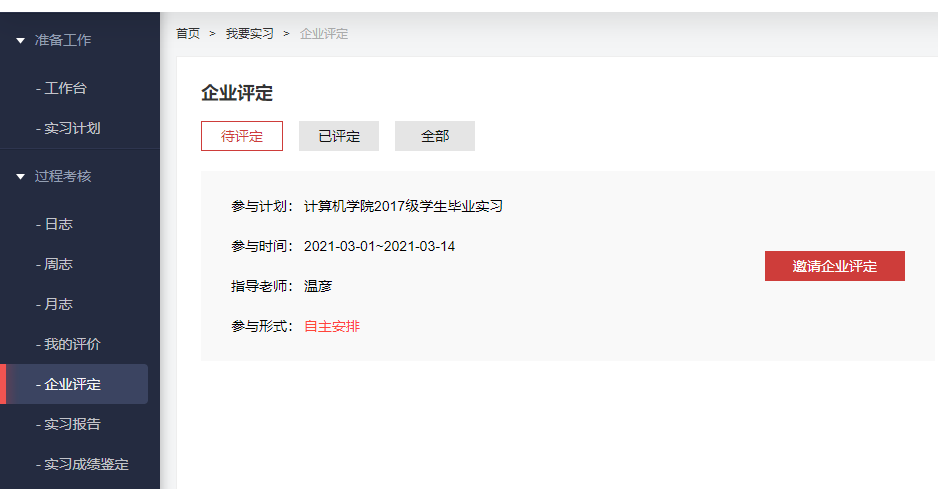 准备工作
- 工作台
- 实习计划
过程考核
- 日志
- 周志
- 月志
- 我的评价
- 企业评定
- 实习报告
- 实习成绩鉴定
首页 > 我要实习 > 企业评定
企业评定
待评定 已评定 全部
参与计划： 计算机学院2017级学生毕业实习
参与时间： 2021-03-01~2021-03-14
指导老师： 温彦
参与形式： 自主安排
邀请企业评定